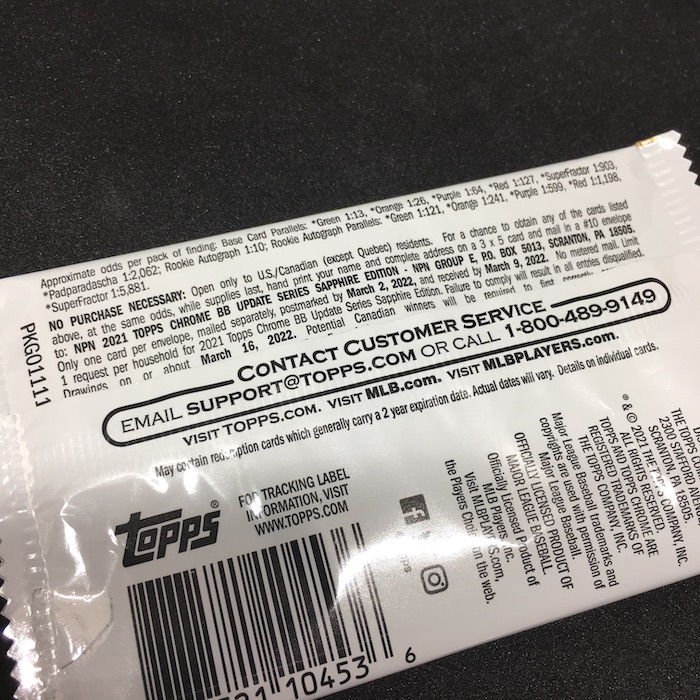 Approximate odds per pack of finding: Base Card Parallels: *Green 1:13, *Orange 1:26, *Purple 1:64, *Red 1:127, *SuperFractor 1:903,
*Padparadascha 1:2,062; Rookie Autograph 1:10; Rookie Autograph Parallels: *Green 1:121, *Orange 1:241, *Purple 1:599, *Red 1:1,198,
*SuperFractor 1:5,881.
NO PURCHASE NECESSARY: Open only to U.S./Canadian (except Quebec) residents. For a chance to obtain any of the cards listed
above, at the same odds, while supplies last, hand print your name and complete address on a 3 x 5 card and mail in a #10 envelope
to: NPN 2021 TOPPS CHROME BB UPDATE SERIES SAPPHIRE EDITION - NPN GROUP E, P.O. BOX 5013, SCRANTON, PA 18505.
Only one card per envelope, mailed separately, postmarked by March 2, 2022, and received by March 9, 2022. No metered mail. Limit
1 request per household for 2021 Topps Chrome BB Update Series Sapphire Edition. Failure to comply will result in all entries disqualified.
Drawings on or about March 16, 2022. Potential Canadian winners will be required to first
PKG01111
CONTACT CUSTOMER SERVICE
EMAIL SUPPORT@TOPPS.COM OR CALL 1-800-489-9149
VISIT TOPPS.COM. VISIT MLB.com. VISIT MLBPLAYERS.com.
May contain redemption cards which generally carry a 2 year expiration date. Actual dates will vary. Details on individual cards.
TOPPS®
FOR TRACKING LABEL
INFORMATION, VISIT
WWW.TOPPS.COM
10453
6
THE TOPPS COMPANY, INC.
2300 STAFFORD
SCRANTON, PA 18505
® & © 2021 THE TOPPS COMPANY, INC.
ALL RIGHTS RESERVED.
TOPPS AND TOPPS CHROME ARE
REGISTERED TRADEMARKS OF
THE TOPPS COMPANY, INC.
Major League Baseball trademarks and
copyrights are used with permission of
Major League Baseball.
OFFICIALLY LICENSED PRODUCT OF
MAJOR LEAGUE BASEBALL
Officially Licensed Product of
MLB Players, Inc.
Visit MLBPLAYERS.com,
the Players Choice on the web.